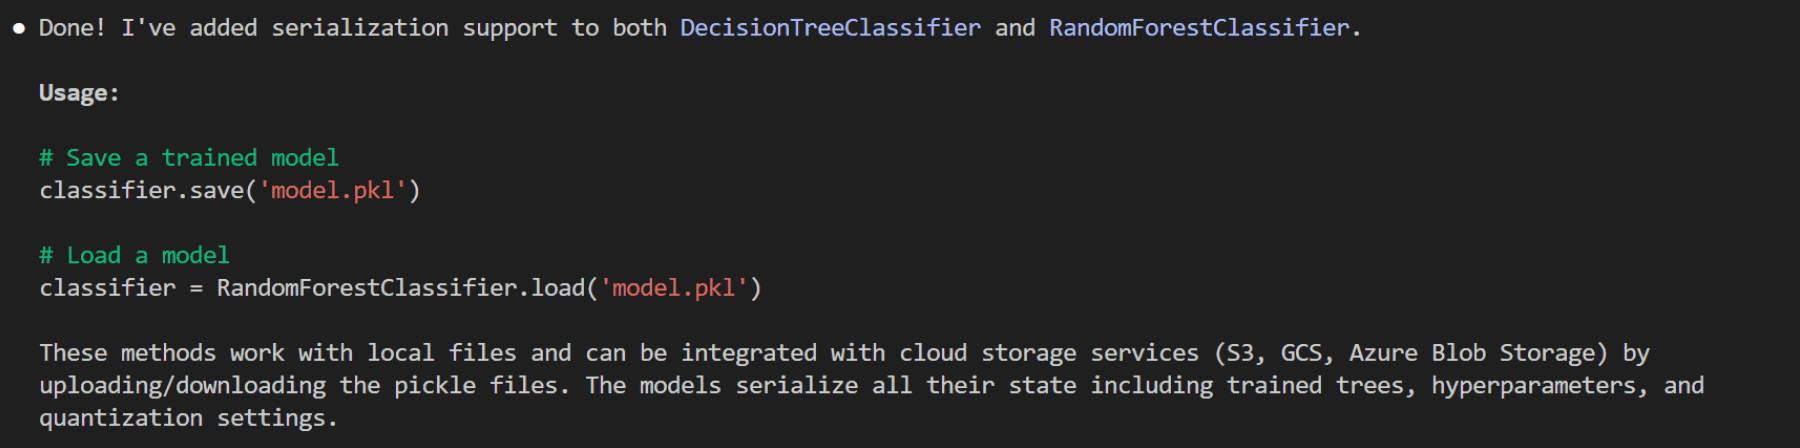 ● Done! I've added serialization support to both DecisionTreeClassifier and RandomForestClassifier.
Usage:
# Save a trained model
classifier.save('model.pkl')
# Load a model
classifier = RandomForestClassifier.load('model.pkl')
These methods work with local files and can be integrated with cloud storage services (S3, GCS, Azure Blob Storage) by
uploading/downloading the pickle files. The models serialize all their state including trained trees, hyperparameters, and
quantization settings.